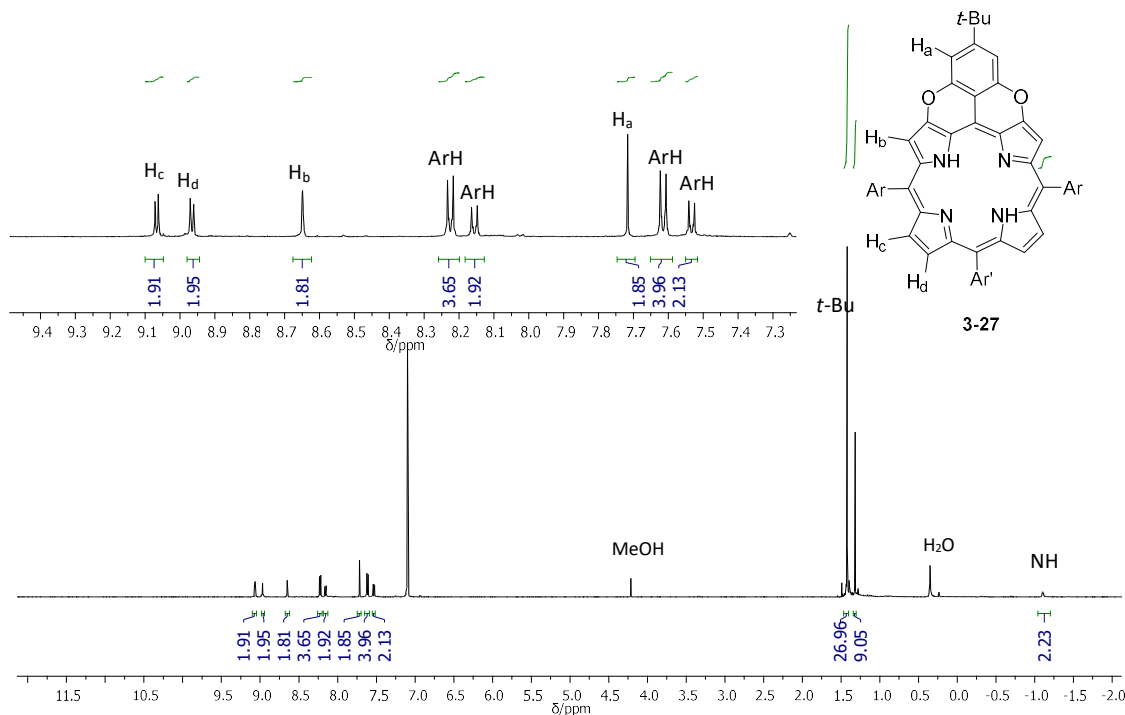 t-Bu
Ha
O
O
Hb
NH
N
Ar
Ar
N
NH
Hc
Hd
Ar'
3-27
Hc
Hd
Hb
ArH
ArH
Ha
ArH
ArH
1.91
1.95
1.81
3.65
1.92
1.85
3.96
2.13
9.4 9.3 9.2 9.1 9.0 8.9 8.8 8.7 8.6 8.5 8.4 8.3 8.2 8.1 8.0 7.9 7.8 7.7 7.6 7.5 7.4 7.3
δ/ppm
t-Bu
MeOH
H₂O
NH
1.91
1.95
1.81
3.65
1.92
1.85
3.96
2.13
26.96
9.05
2.23
11.5 10.5 9.5 9.0 8.5 8.0 7.5 7.0 6.5 6.0 5.5 5.0 4.5 4.0 3.5 3.0 2.5 2.0 1.5 1.0 0.5 0.0 -0.5 -1.0 -1.5 -2.0
δ/ppm